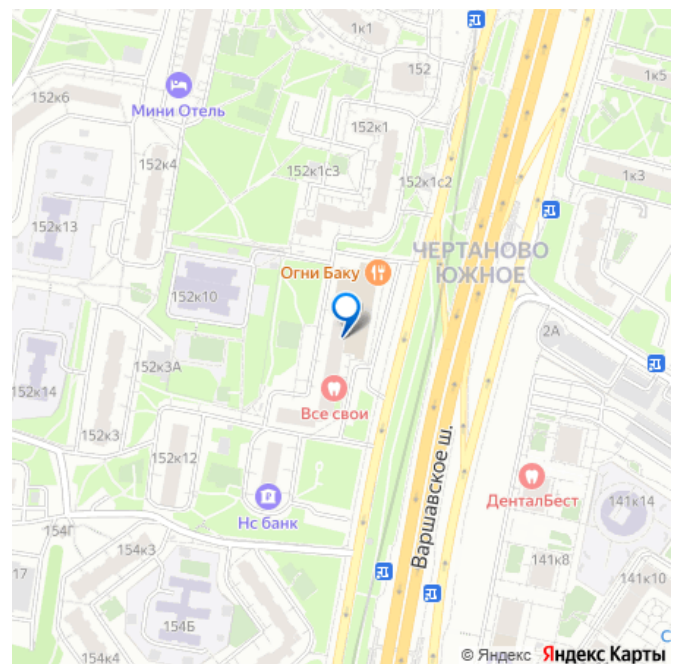 1к1
152
1к5
152к6
Мини Отель
152к1
152к4
152к1с3
152к1с2
1к3
152к13
ЧЕРТАНОВО
ЮЖНОЕ
Огни Баку
152к10
2А
152к3А
152к14
Все свои
152к3
152к12
Варшавское ш.
ДенталБест
141к14
Нс банк
154Г
154к3
141к8
17
141к10
154Б
С
154к4
© Яндекс Яндекс Карты